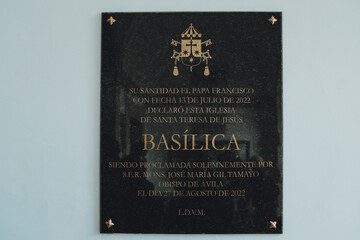 SU SANTIDAD EL PAPA FRANCISCO
CON FECHA 13 DE JULIO DE 2022
DECLARÓ ESTA IGLESIA
DE SANTA TERESA DE JESÚS
BASÍLICA
SIENDO PROCLAMADA SOLEMNEMENTE POR
S.E.R. MONS. JOSÉ MARÍA GIL TAMAYO
OBISPO DE ÁVILA
EL DIA 27 DE AGOSTO DE 2022
L.D.V.M.